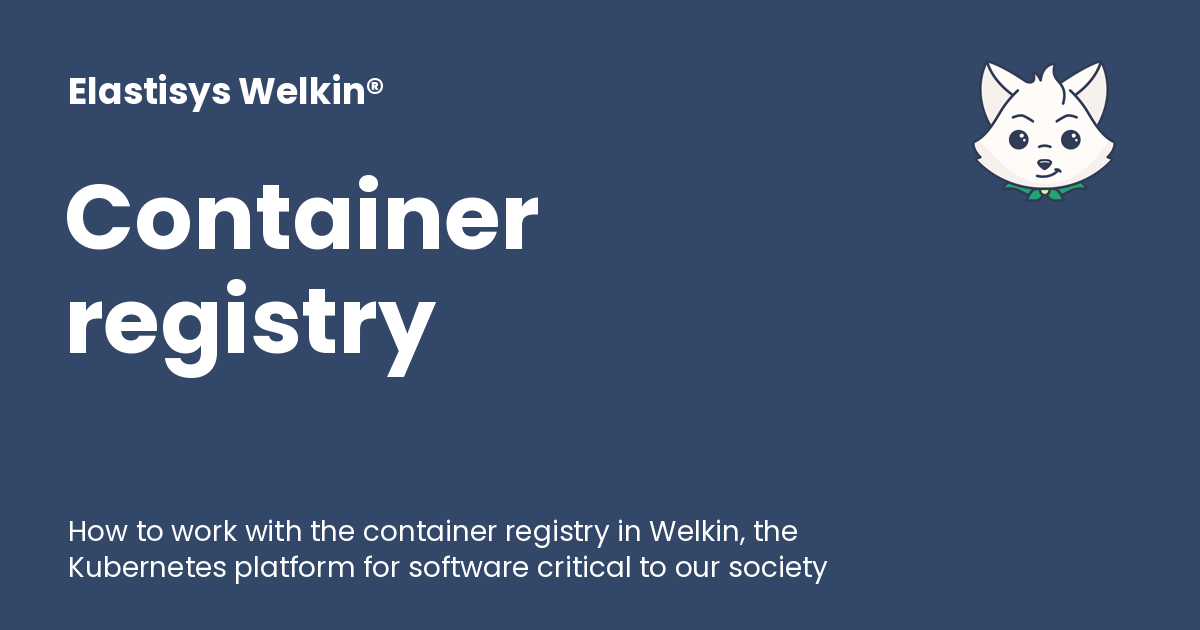 Elastisys Welkin®
Container
registry
How to work with the container registry in Welkin, the
Kubernetes platform for software critical to our society